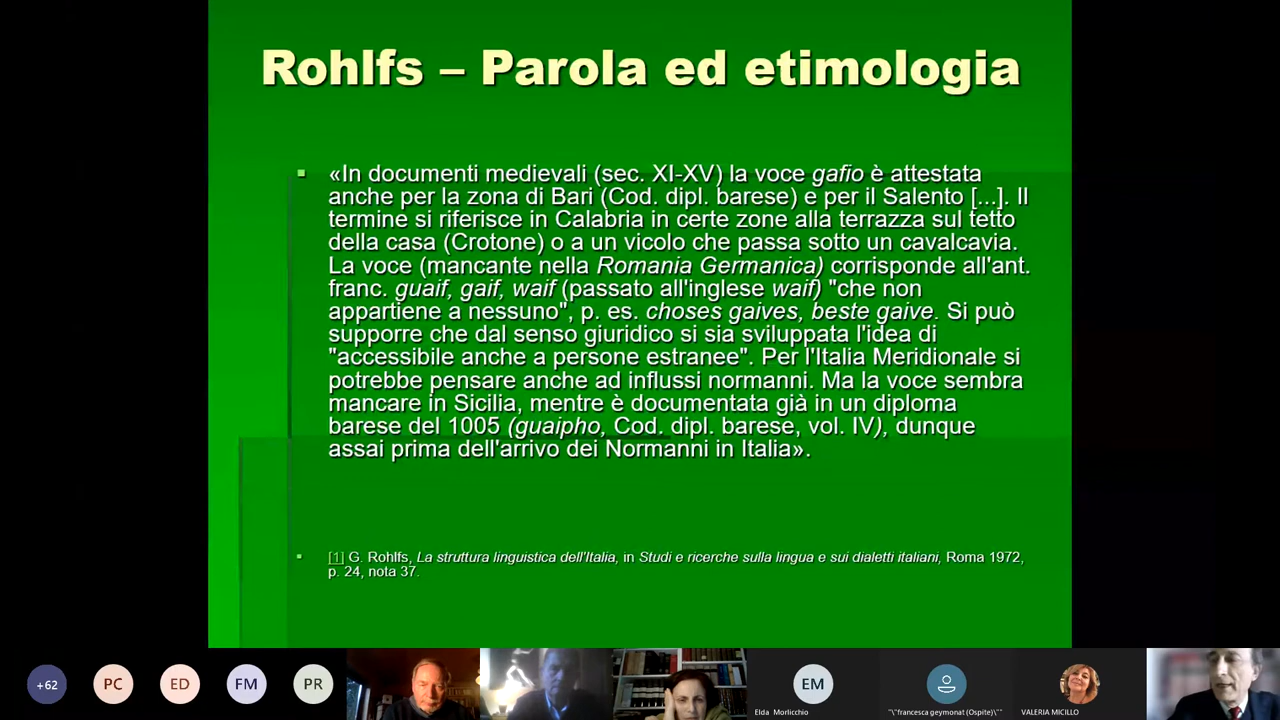 Rohlfs – Parola ed etimologia
«In documenti medievali (sec. XI-XV) la voce gafio è attestata
anche per la zona di Bari (Cod. dipl. barese) e per il Salento [...]. Il
termine si riferisce in Calabria in certe zone alla terrazza sul tetto
della casa (Crotone) o a un vicolo che passa sotto un cavalcavia.
La voce (mancante nella Romania Germanica) corrisponde all'ant.
franc. guaif, gaif, waif (passato all'inglese waif) "che non
appartiene a nessuno", p. es. choses gaives, beste gaive. Si può
supporre che dal senso giuridico si sia sviluppata l'idea di
"accessibile anche a persone estranee". Per l'Italia Meridionale si
potrebbe pensare anche ad influssi normanni. Ma la voce sembra
mancare in Sicilia, mentre è documentata già in un diploma
barese del 1005 (guaipho, Cod. dipl. barese, vol. IV), dunque
assai prima dell'arrivo dei Normanni in Italia».
[1] G. Rohlfs, La struttura linguistica dell'Italia, in Studi e ricerche sulla lingua e sui dialetti italiani, Roma 1972,
p. 24, nota 37.
+62 PC ED FM PR EM
Elda Morlicchio "\"francesca geymonat (Ospite)\"" VALERIA MICILLO